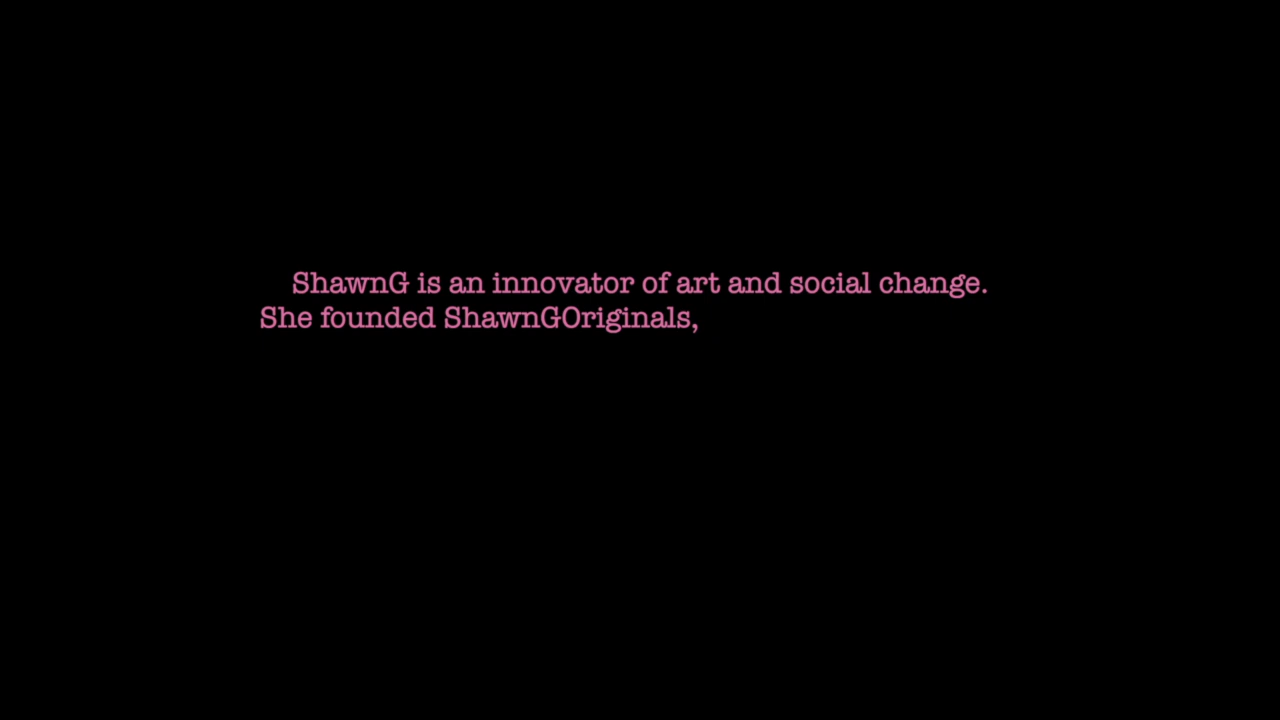 ShawnG is an innovator of art and social change.
She founded ShawnGOriginals,